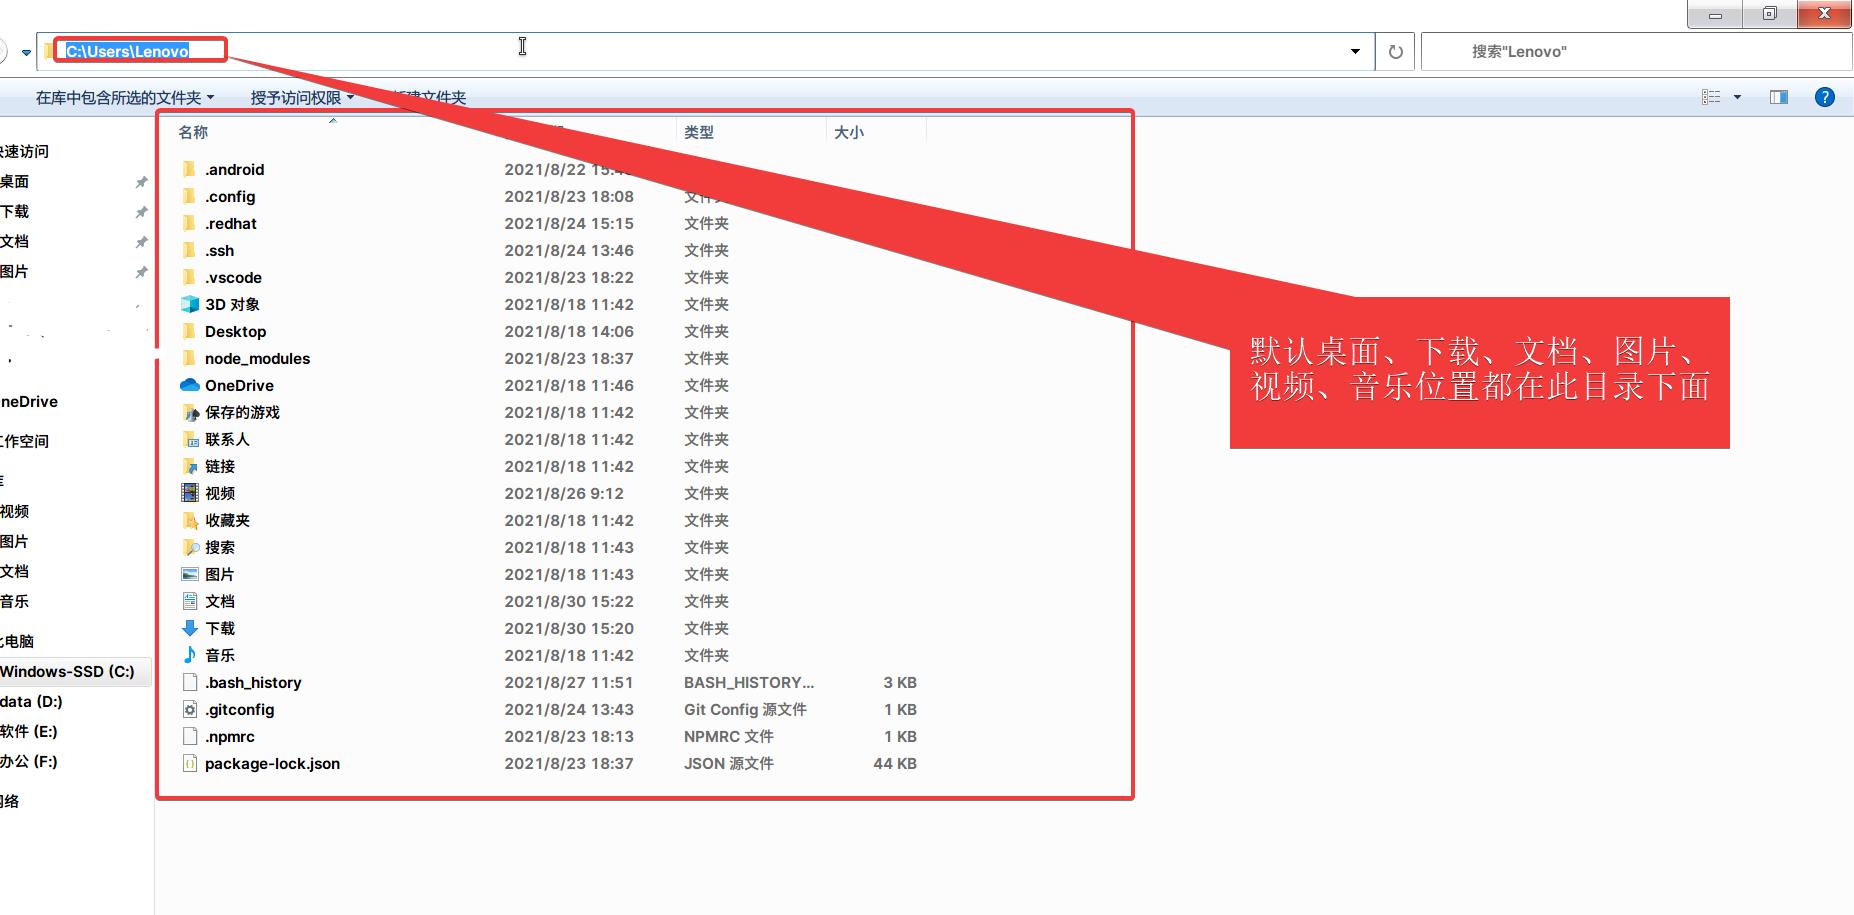 C:\Users\Lenovo
搜索"Lenovo"
在库中包含所选的文件夹 授予访问权限 建文件夹
名称 类型 大小
速访问
桌面
下载
文档
图片
neDrive
工作空间
视频
图片
文档
音乐
电脑
Windows-SSD (C:)
data (D:)
软件 (E:)
办公 (F:)
网络
.android 2021/8/22 15:4
.config 2021/8/23 18:08 文件夹
.redhat 2021/8/24 15:15 文件夹
.ssh 2021/8/24 13:46 文件夹
.vscode 2021/8/23 18:22 文件夹
3D 对象 2021/8/18 11:42 文件夹
Desktop 2021/8/18 14:06 文件夹
node_modules 2021/8/23 18:37 文件夹
OneDrive 2021/8/18 11:46 文件夹
保存的游戏 2021/8/18 11:42 文件夹
联系人 2021/8/18 11:42 文件夹
链接 2021/8/18 11:42 文件夹
视频 2021/8/26 9:12 文件夹
收藏夹 2021/8/18 11:42 文件夹
搜索 2021/8/18 11:43 文件夹
图片 2021/8/18 11:43 文件夹
文档 2021/8/30 15:22 文件夹
下载 2021/8/30 15:20 文件夹
音乐 2021/8/18 11:42 文件夹
.bash_history 2021/8/27 11:51 BASH_HISTORY... 3 KB
.gitconfig 2021/8/24 13:43 Git Config 源文件 1 KB
.npmrc 2021/8/23 18:13 NPMRC 文件 1 KB
package-lock.json 2021/8/23 18:37 JSON 源文件 44 KB
默认桌面、下载、文档、图片、
视频、音乐位置都在此目录下面